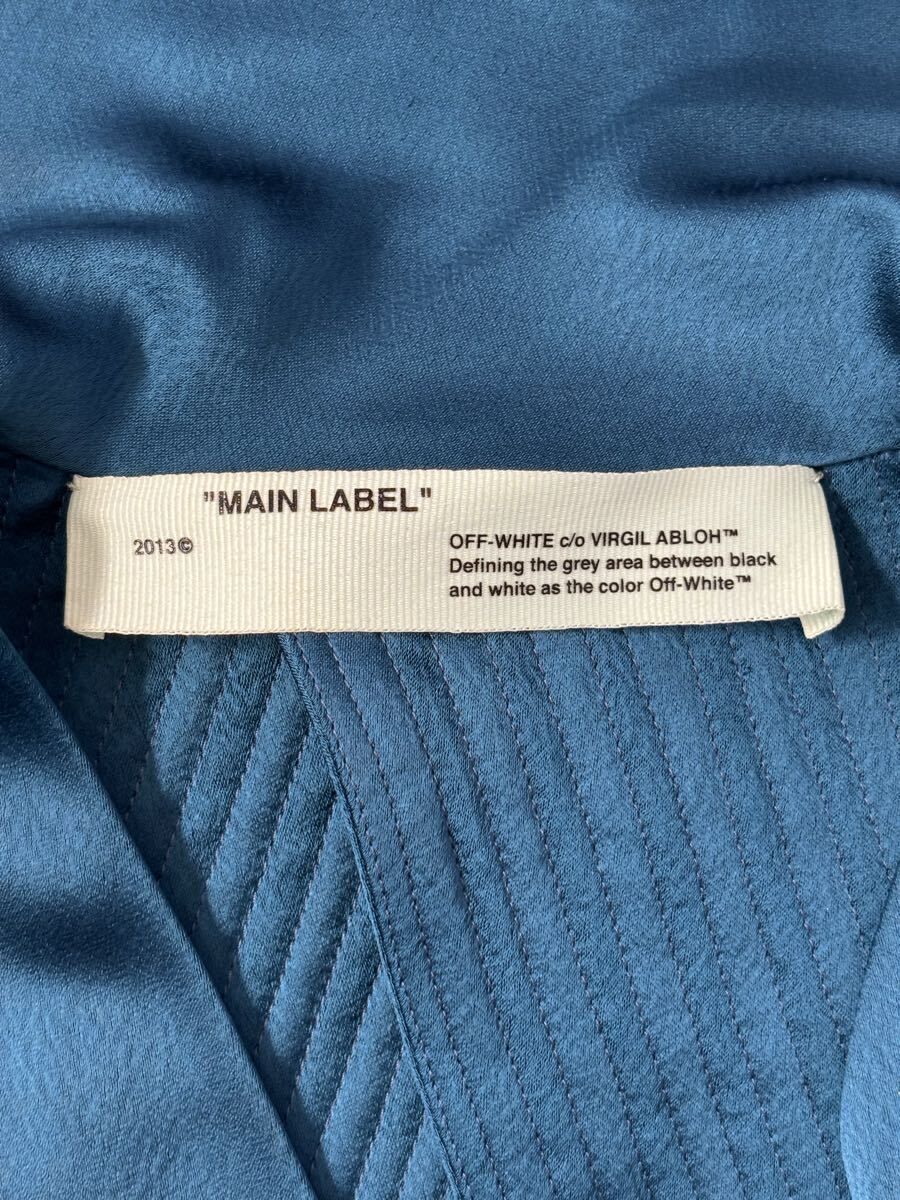 "MAIN LABEL"
2013©
OFF-WHITE c/o VIRGIL ABLOH™
Defining the grey area between black
and white as the color Off-White™